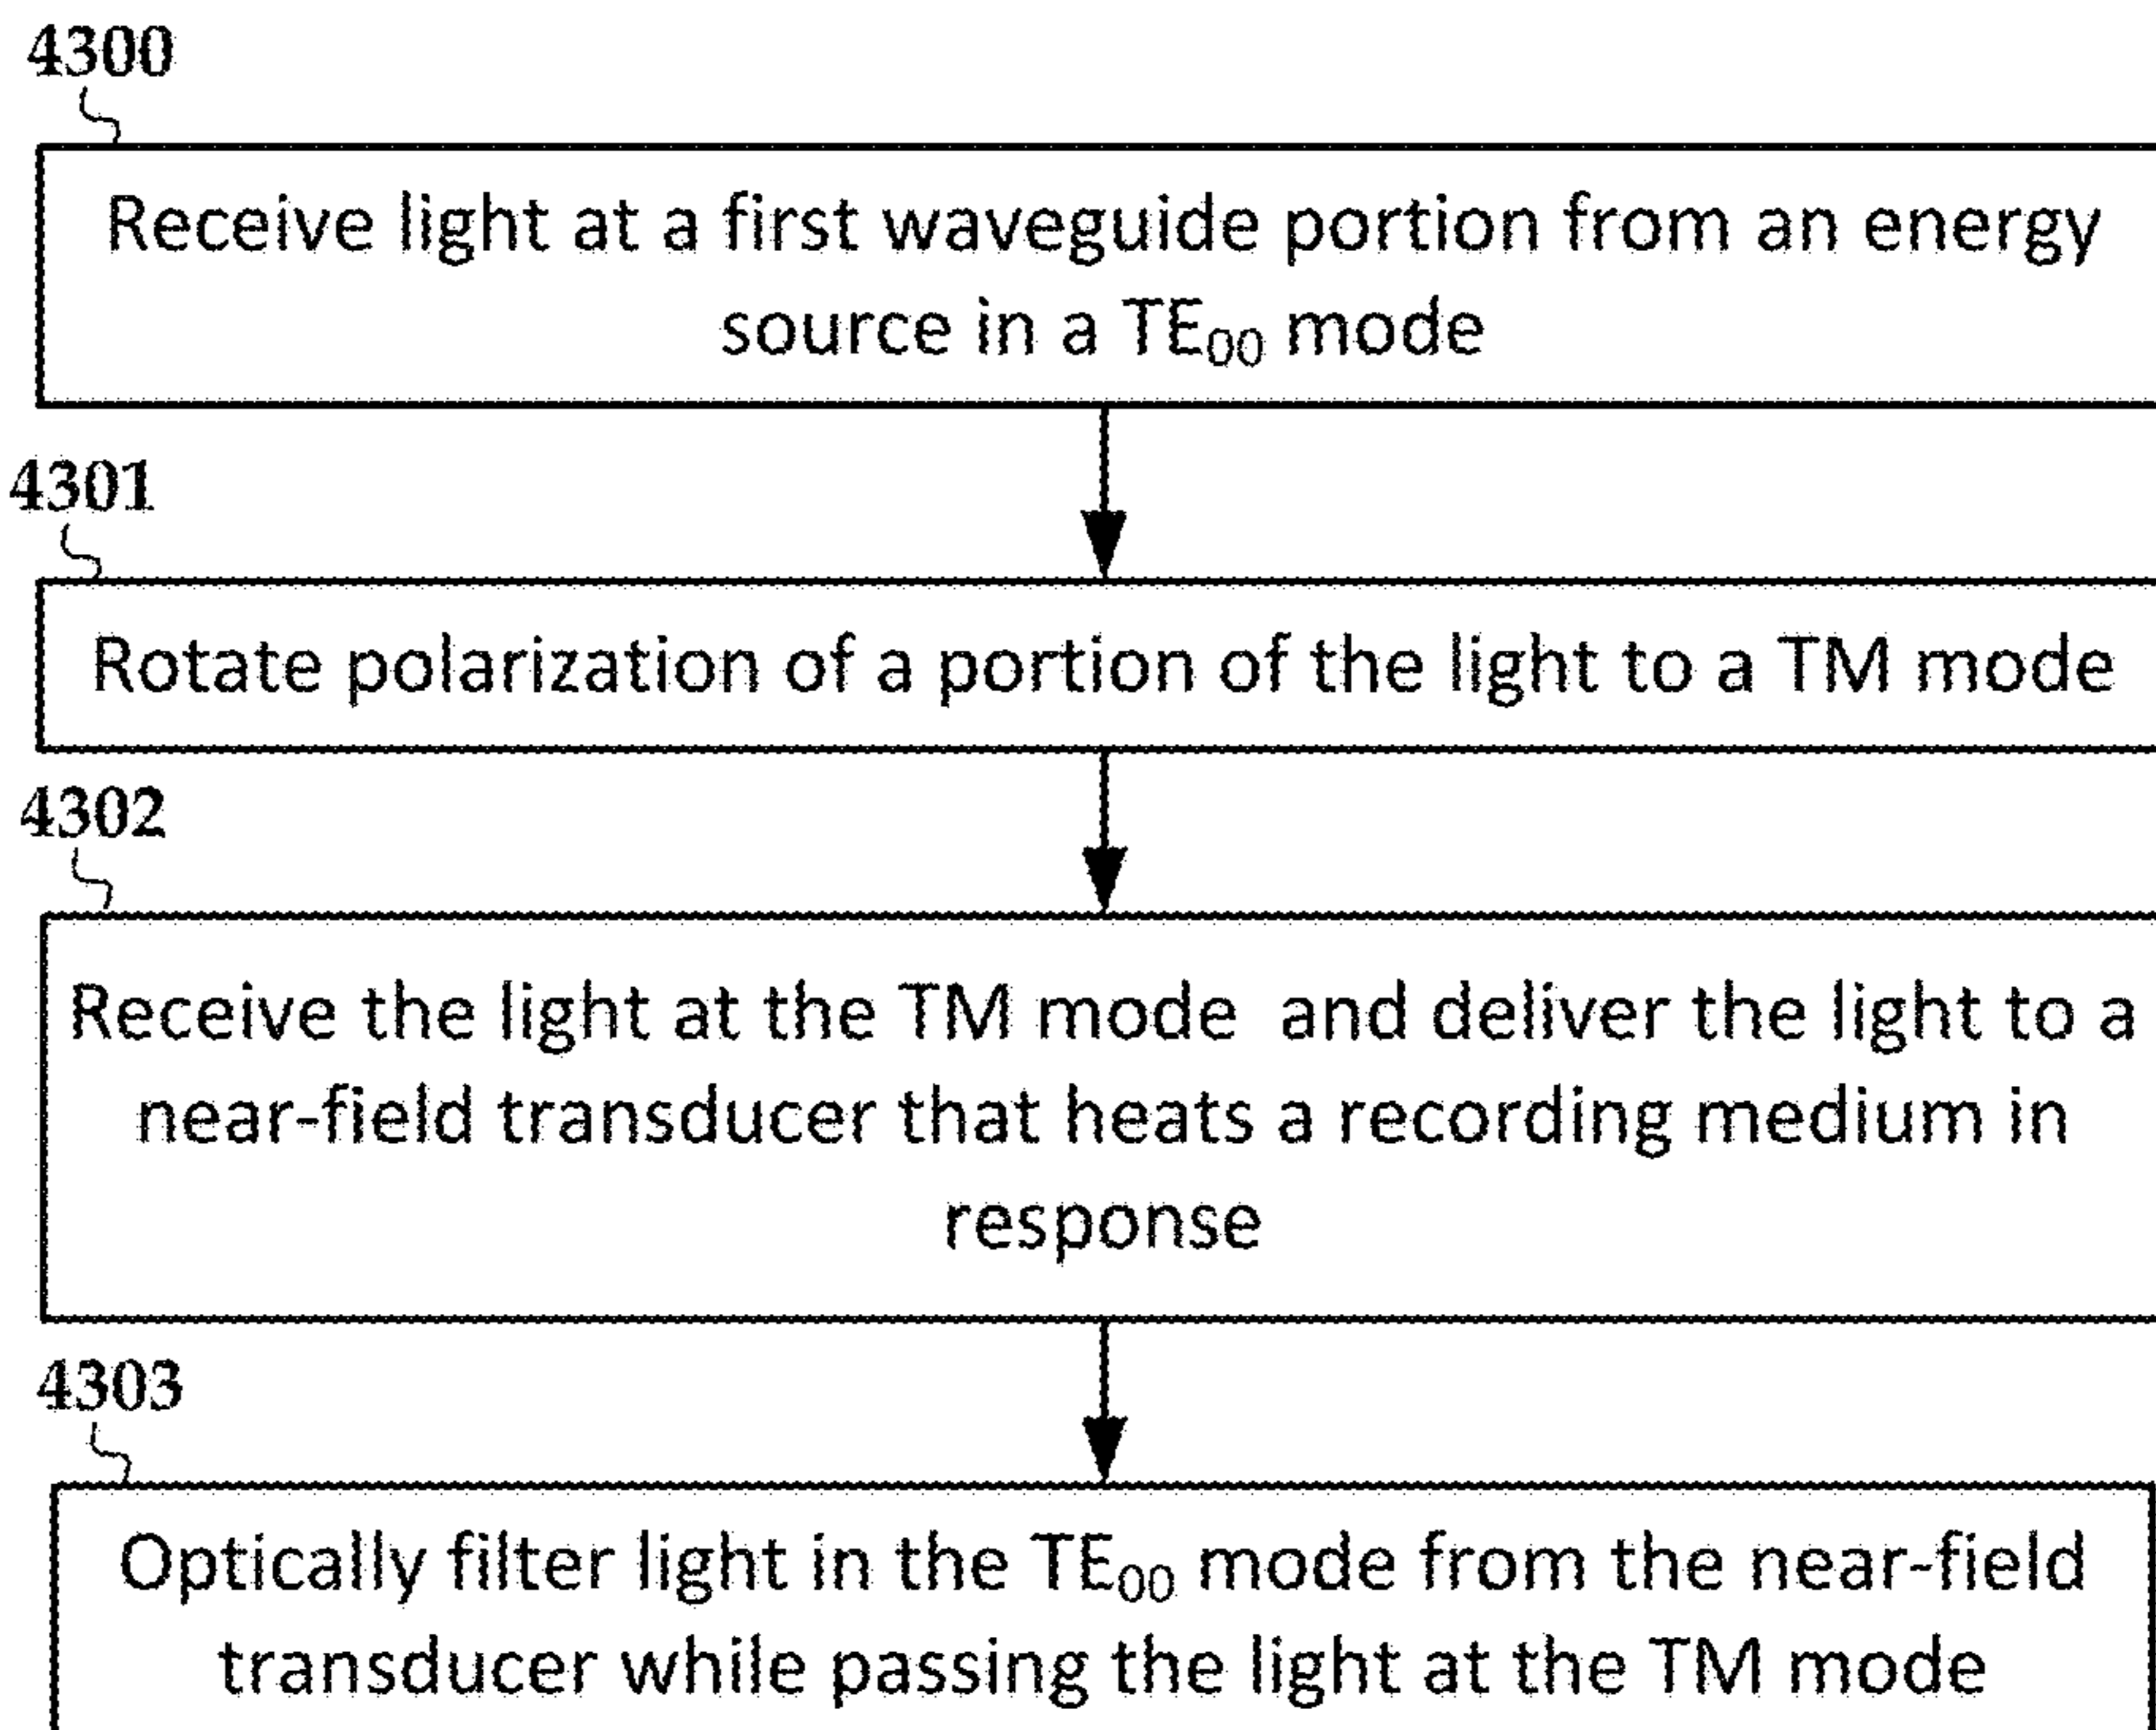 4300
Receive light at a first waveguide portion from an energy
source in a TE₀₀ mode
4301
Rotate polarization of a portion of the light to a TM mode
4302
Receive the light at the TM mode and deliver the light to a
near-field transducer that heats a recording medium in
response
4303
Optically filter light in the TE₀₀ mode from the near-field
transducer while passing the light at the TM mode